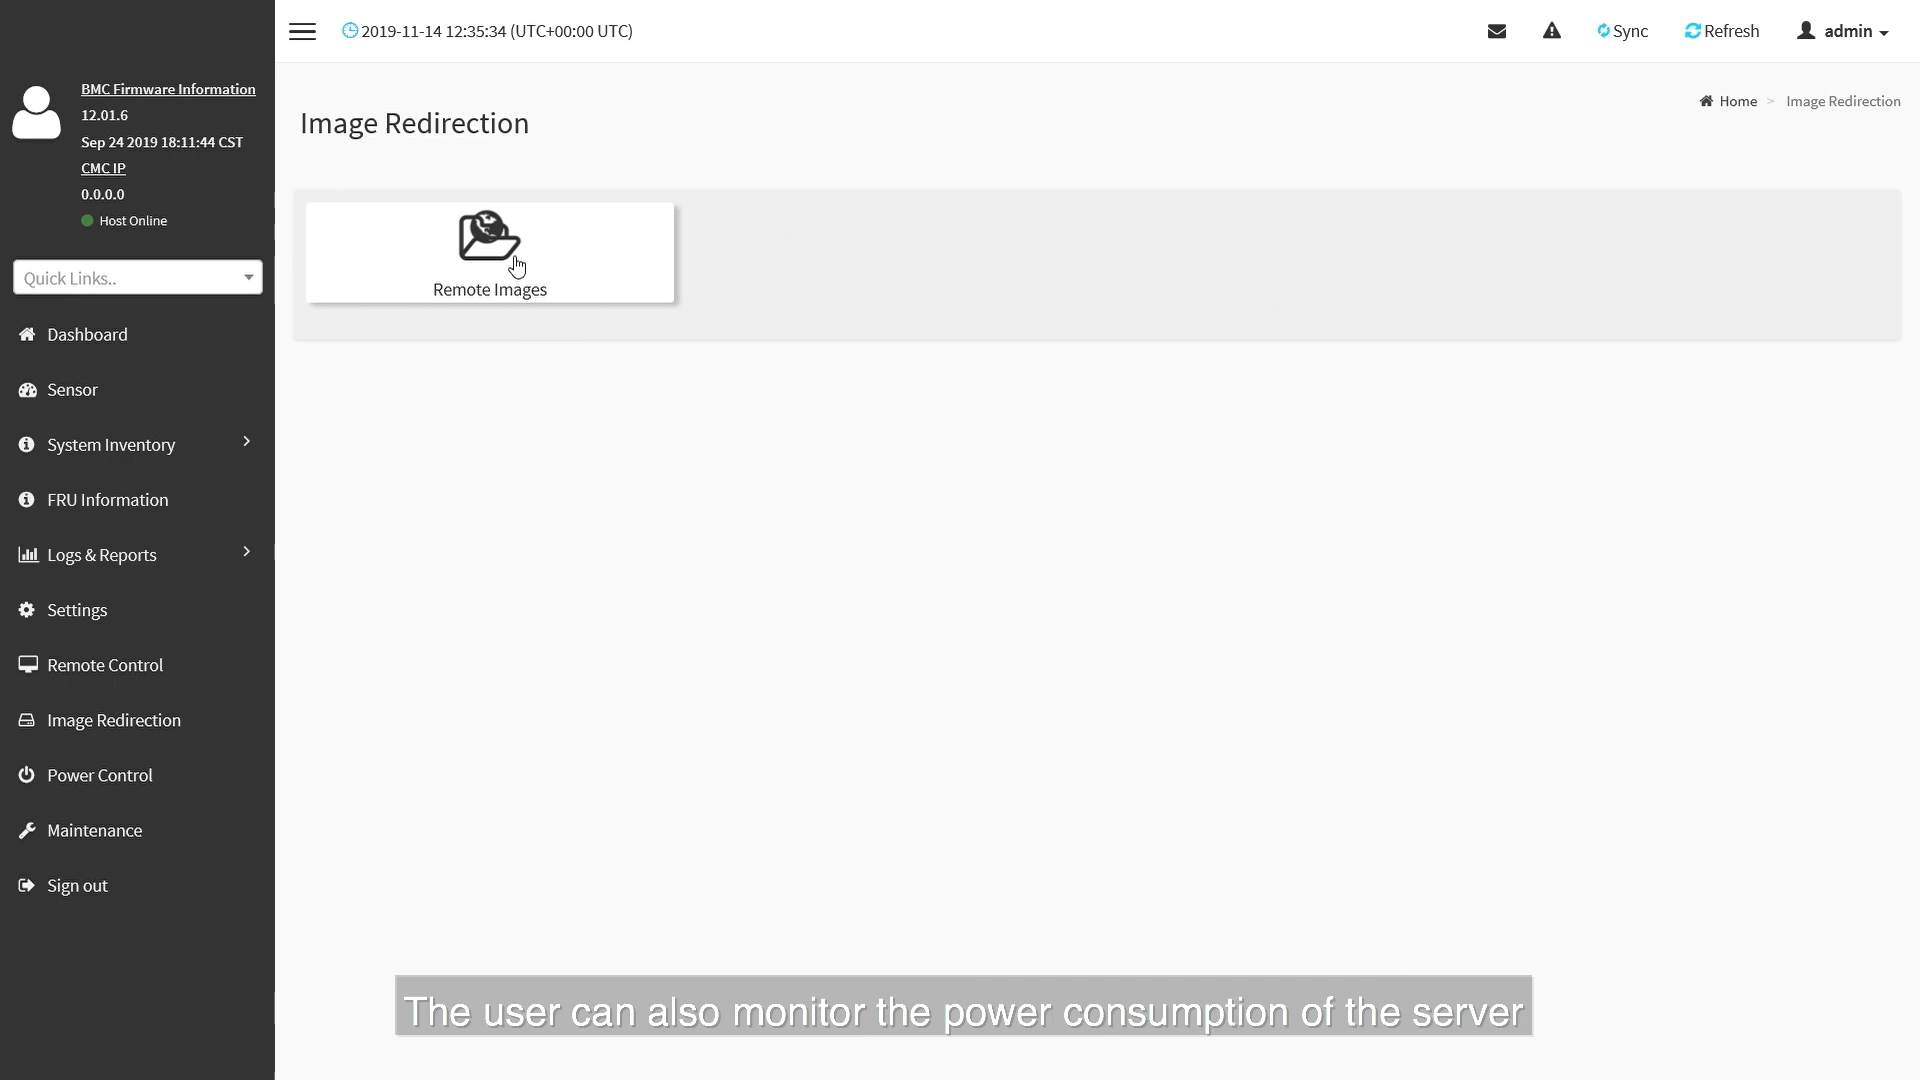 2019-11-14 12:35:34 (UTC+00:00 UTC)
Sync
Refresh
admin
BMC Firmware Information
12.01.6
Sep 24 2019 18:11:44 CST
CMC IP
0.0.0.0
Host Online
Quick Links..
Dashboard
Sensor
System Inventory
FRU Information
Logs & Reports
Settings
Remote Control
Image Redirection
Power Control
Maintenance
Sign out
Image Redirection
Home > Image Redirection
Remote Images
The user can also monitor the power consumption of the server